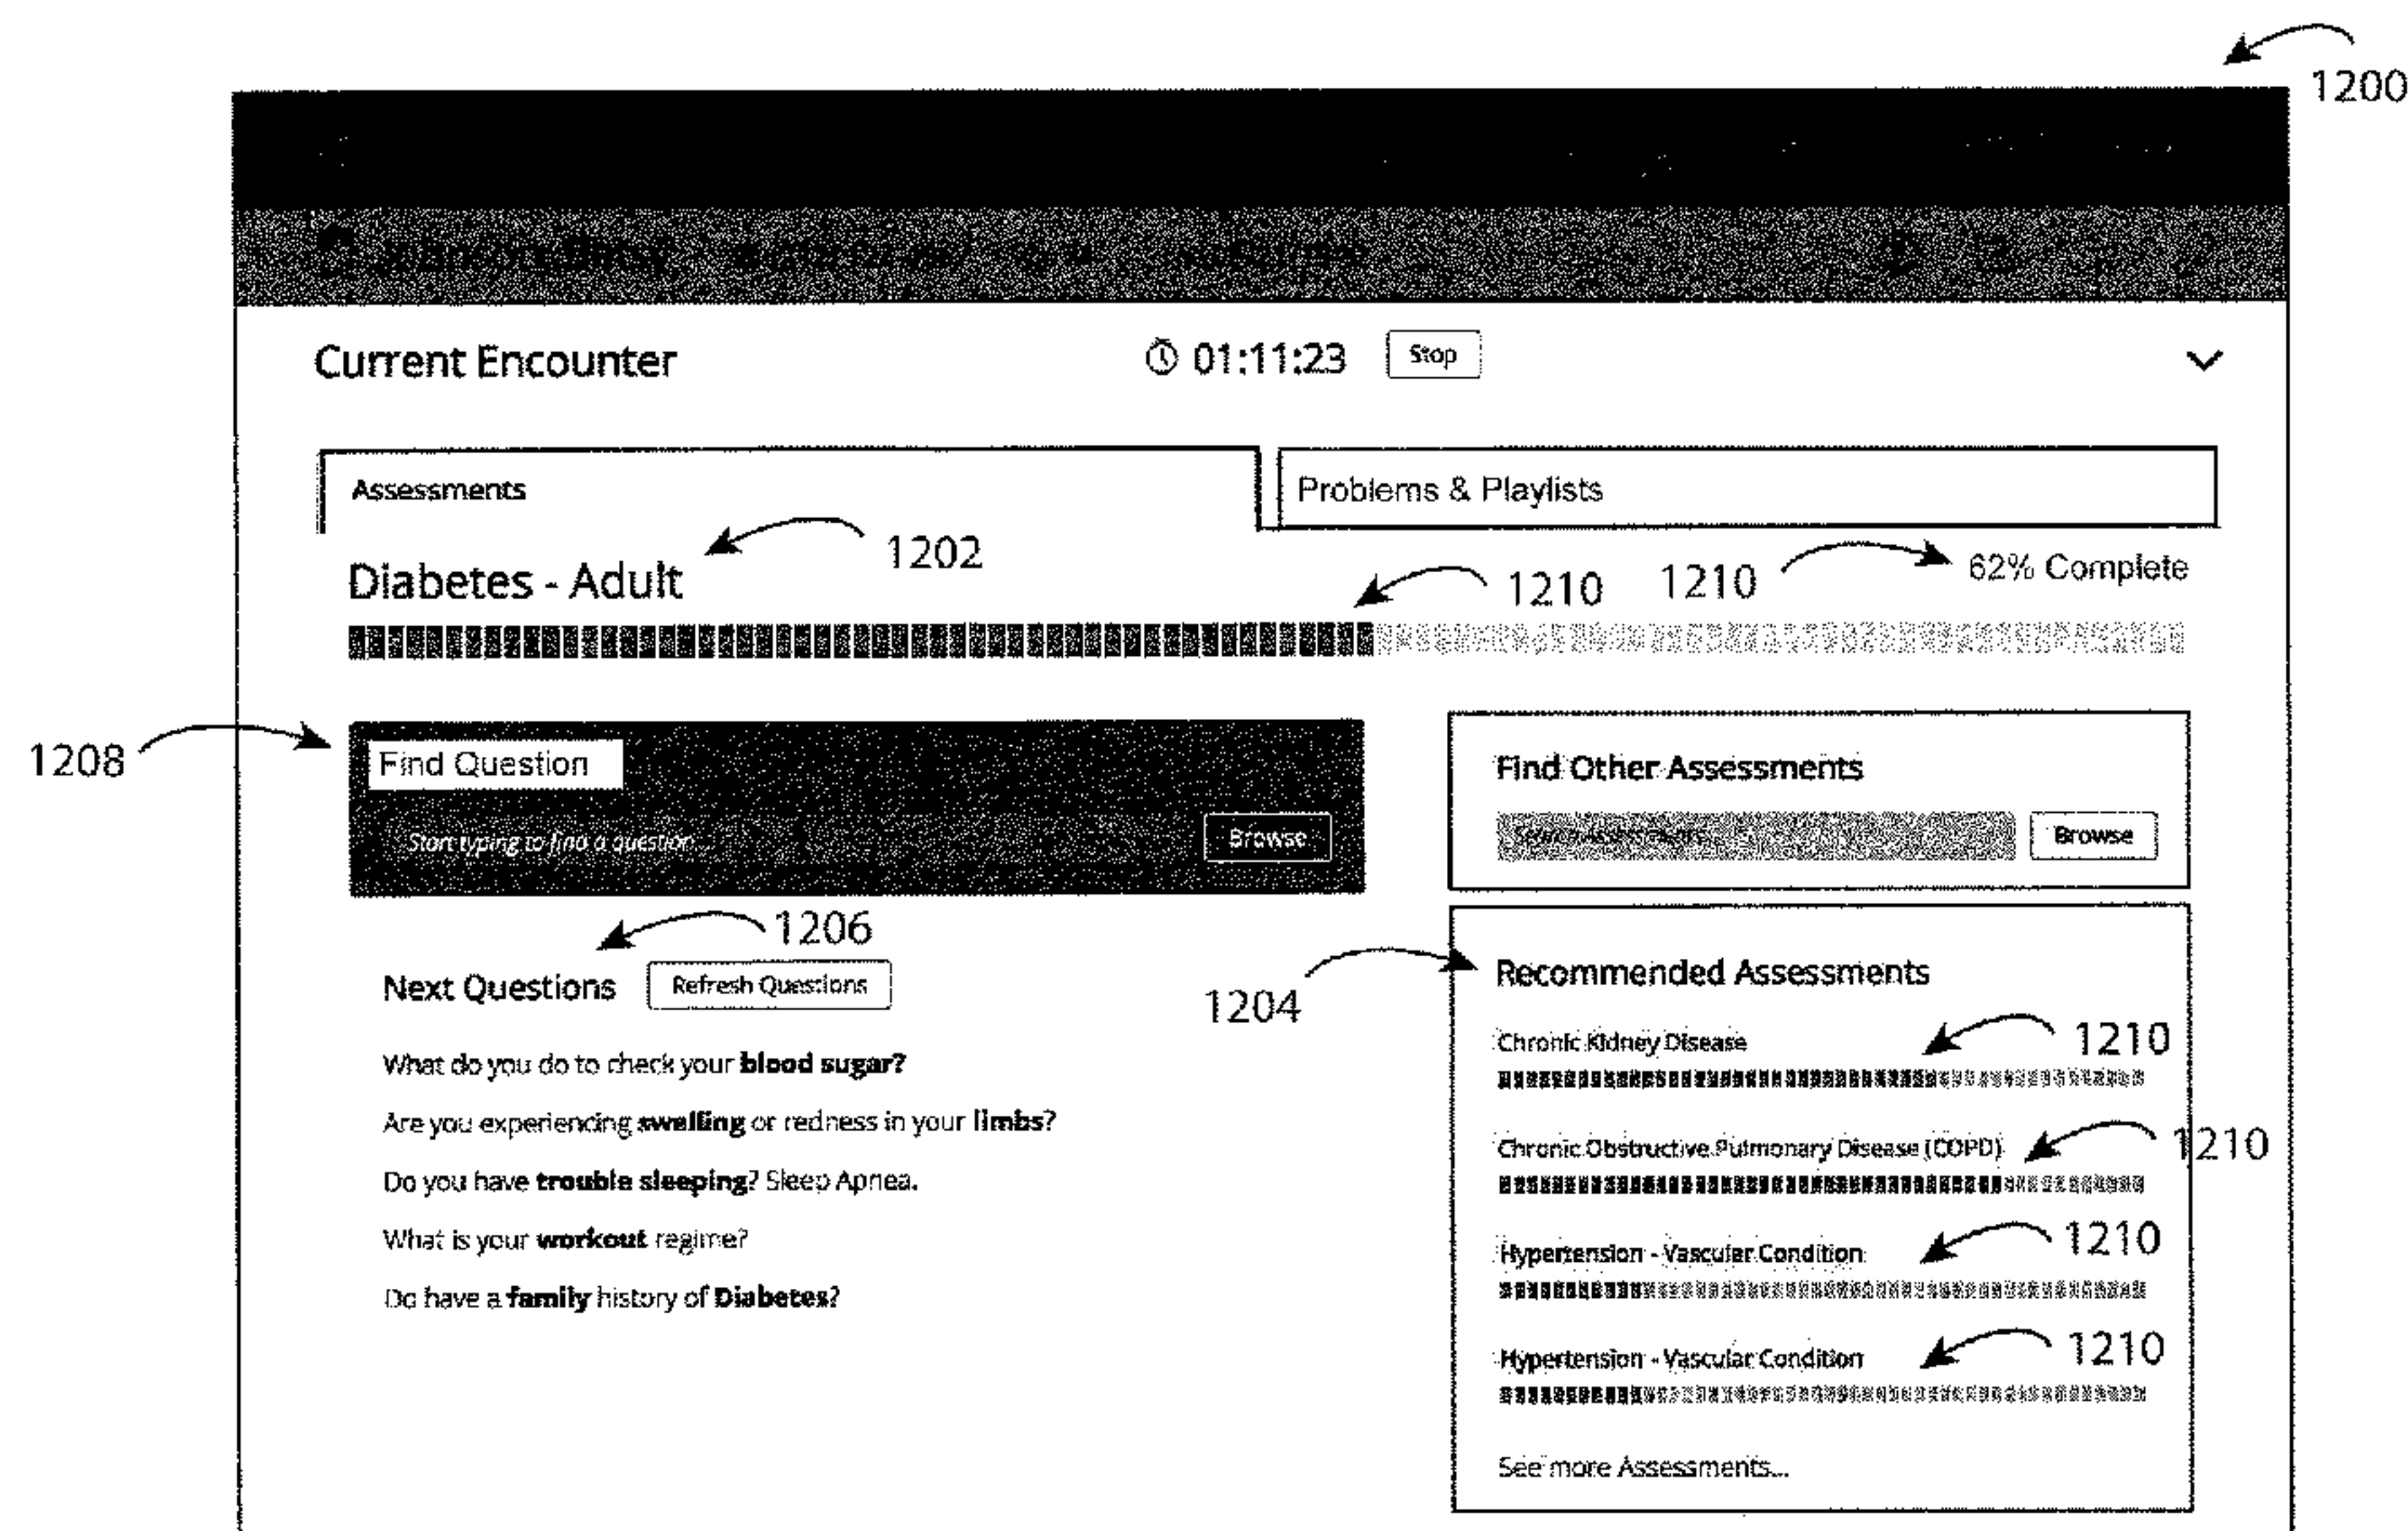 1200
Current Encounter 01:11:23 Stop
Assessments Problems & Playlists
1202
Diabetes - Adult 1210 1210 62% Complete
1208
Find Question
Start typing to find a question... Browse
Find Other Assessments
Search Assessments Browse
1206
Next Questions Refresh Questions
What do you do to check your blood sugar?
Are you experiencing swelling or redness in your limbs?
Do you have trouble sleeping? Sleep Apnea.
What is your workout regime?
Do have a family history of Diabetes?
1204
Recommended Assessments
Chronic Kidney Disease 1210
Chronic Obstructive Pulmonary Disease (COPD) 1210
Hypertension - Vascular Condition 1210
Hypertension - Vascular Condition 1210
See more Assessments...